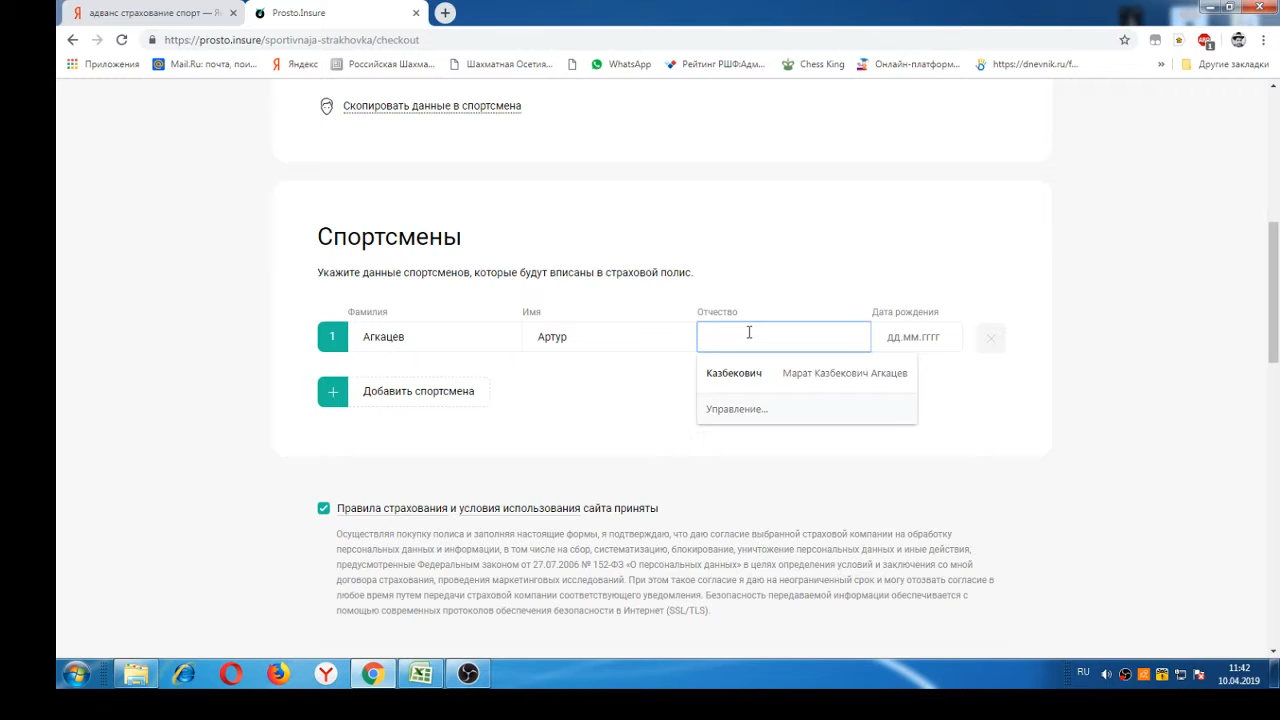 адванс страхование спорт — Я
Prosto.Insure
https://prosto.insure/sportivnaja-strakhovka/checkout
Приложения
Mail.Ru: почта, пои...
Яндекс
Российская Шахма...
Шахматная Осетия...
WhatsApp
Рейтинг РШФ:Адм...
Chess King
Онлайн-платформ...
https://dnevnik.ru/f...
»
Другие закладки
Скопировать данные в спортсмена
Спортсмены
Укажите данные спортсменов, которые будут вписаны в страховой полис.
Фамилия Имя Отчество Дата рождения
1 Агкацев Артур дд.мм.гггг
Казбекович Марат Казбекович Агкацев
Управление...
+ Добавить спортсмена
Правила страхования и условия использования сайта приняты
Осуществляя покупку полиса и заполняя настоящие формы, я подтверждаю, что даю согласие выбранной страховой компании на обработку
персональных данных и информации, в том числе на сбор, систематизацию, блокирование, уничтожение персональных данных и иные действия,
предусмотренные Федеральным законом от 27.07.2006 № 152-ФЗ «О персональных данных» в целях определения условий и заключения со мной
договора страхования, проведения маркетинговых исследований. При этом такое согласие я даю на неограниченный срок и могу отозвать согласие в
любое время путем передачи страховой компании соответствующего уведомления. Безопасность передаваемой информации обеспечивается с
помощью современных протоколов обеспечения безопасности в Интернет (SSL/TLS).
RU
11:42
10.04.2019